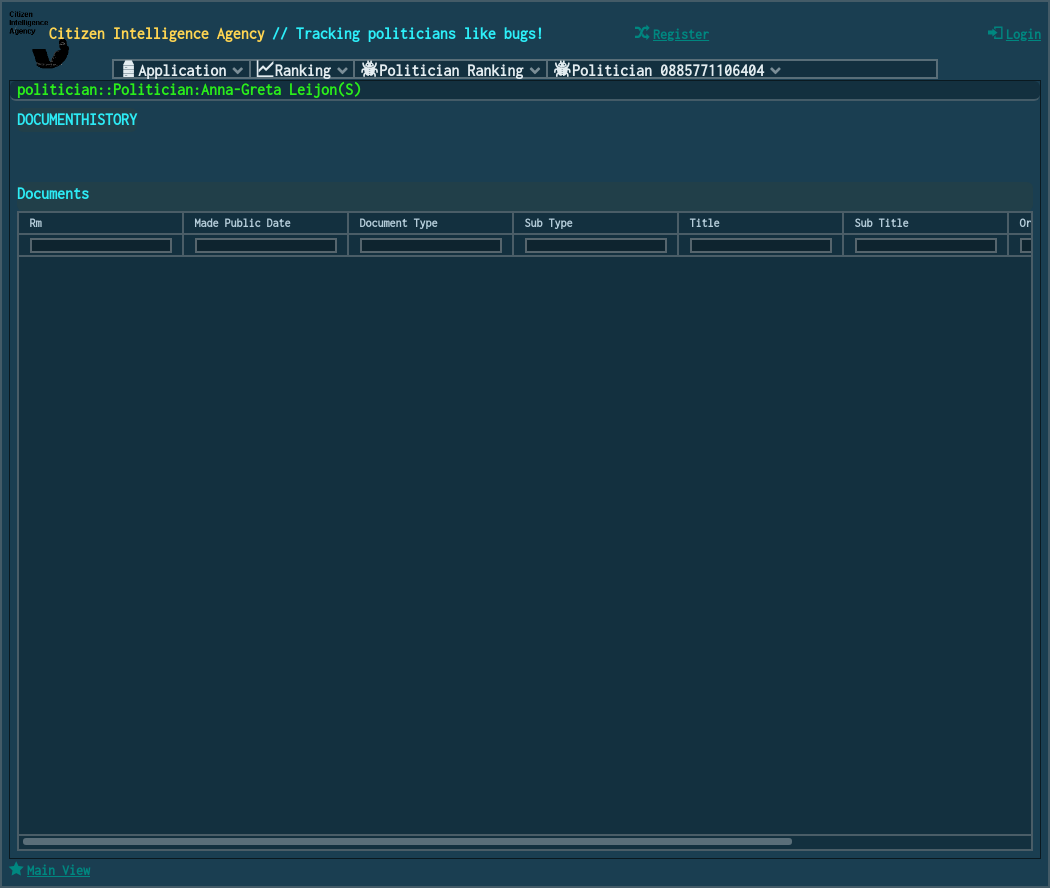 Citizen
Intelligence
Agency
Citizen Intelligence Agency // Tracking politicians like bugs!
Register
Login
Application
Ranking
Politician Ranking
Politician 0885771106404
politician::Politician:Anna-Greta Leijon(S)
DOCUMENTHISTORY
Documents
Rm
Made Public Date
Document Type
Sub Type
Title
Sub Title
Or
Main View